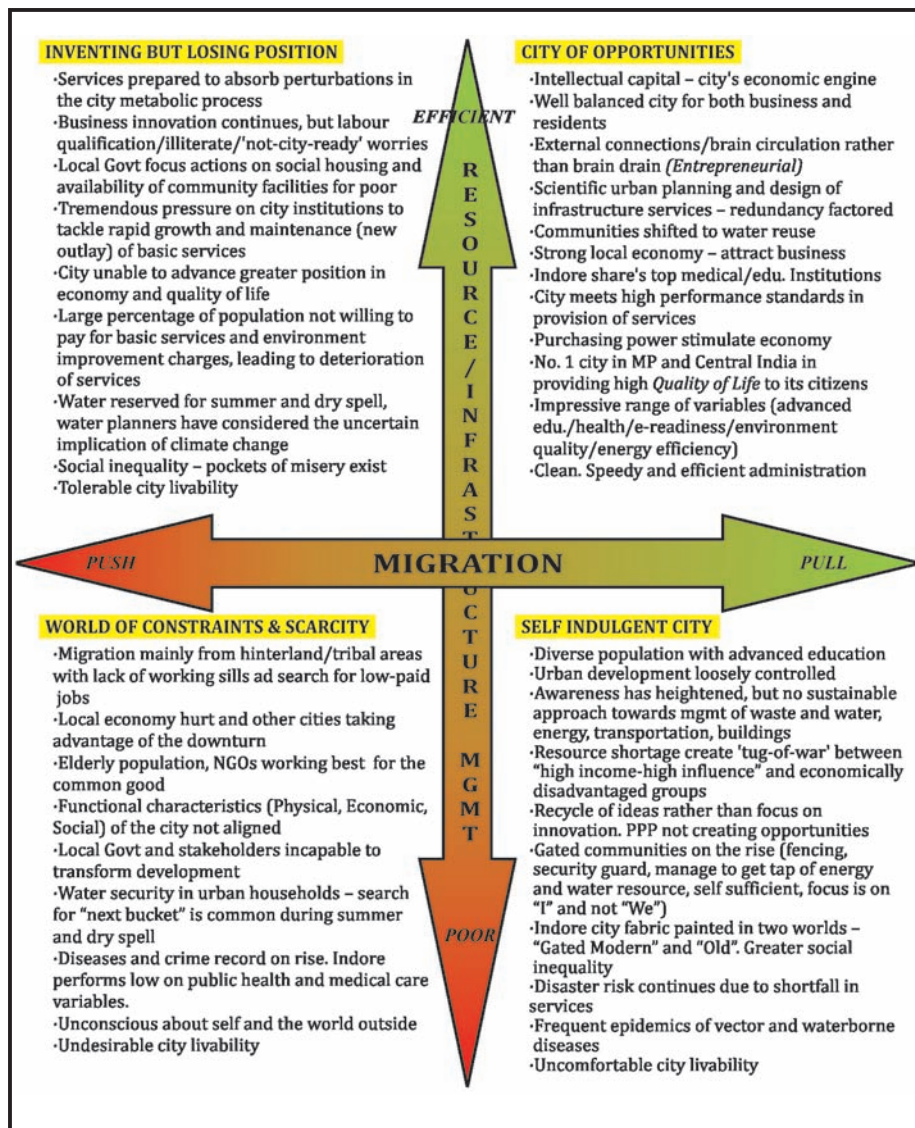 INVENTING BUT LOSING POSITION
·Services prepared to absorb perturbations in
the city metabolic process
·Business innovation continues, but labour
qualification/illiterate/'not-city-ready' worries
·Local Govt focus actions on social housing and
availability of community facilities for poor
·Tremendous pressure on city institutions to
tackle rapid growth and maintenance (new
outlay) of basic services
·City unable to advance greater position in
economy and quality of life
·Large percentage of population not willing to
pay for basic services and environment
improvement charges, leading to deterioration
of services
·Water reserved for summer and dry spell,
water planners have considered the uncertain
implication of climate change
·Social inequality – pockets of misery exist
·Tolerable city livability
CITY OF OPPORTUNITIES
·Intellectual capital – city's economic engine
·Well balanced city for both business and
residents
·External connections/brain circulation rather
than brain drain (Entrepreneurial)
·Scientific urban planning and design of
infrastructure services – redundancy factored
·Communities shifted to water reuse
·Strong local economy – attract business
·Indore share's top medical/edu. Institutions
·City meets high performance standards in
provision of services
·Purchasing power stimulate economy
·No. 1 city in MP and Central India in
providing high Quality of Life to its citizens
·Impressive range of variables (advanced
edu./health/e-readiness/environment
quality/energy efficiency)
·Clean. Speedy and efficient administration
EFFICIENT
RESOURCE/INFRASTRUCTURE MGMT
POOR
PUSH
MIGRATION
PULL
WORLD OF CONSTRAINTS & SCARCITY
·Migration mainly from hinterland/tribal areas
with lack of working sills ad search for low-paid
jobs
·Local economy hurt and other cities taking
advantage of the downturn
·Elderly population, NGOs working best for the
common good
·Functional characteristics (Physical, Economic,
Social) of the city not aligned
·Local Govt and stakeholders incapable to
transform development
·Water security in urban households – search
for "next bucket" is common during summer
and dry spell
·Diseases and crime record on rise. Indore
performs low on public health and medical care
variables.
·Unconscious about self and the world outside
·Undesirable city livability
SELF INDULGENT CITY
·Diverse population with advanced education
·Urban development loosely controlled
·Awareness has heightened, but no sustainable
approach towards mgmt of waste and water,
energy, transportation, buildings
·Resource shortage create 'tug-of-war' between
"high income-high influence" and economically
disadvantaged groups
·Recycle of ideas rather than focus on
innovation. PPP not creating opportunities
·Gated communities on the rise (fencing,
security guard, manage to get tap of energy
and water resource, self sufficient, focus is on
"I" and not "We")
·Indore city fabric painted in two worlds –
"Gated Modern" and "Old". Greater social
inequality
·Disaster risk continues due to shortfall in
services
·Frequent epidemics of vector and waterborne
diseases
·Uncomfortable city livability